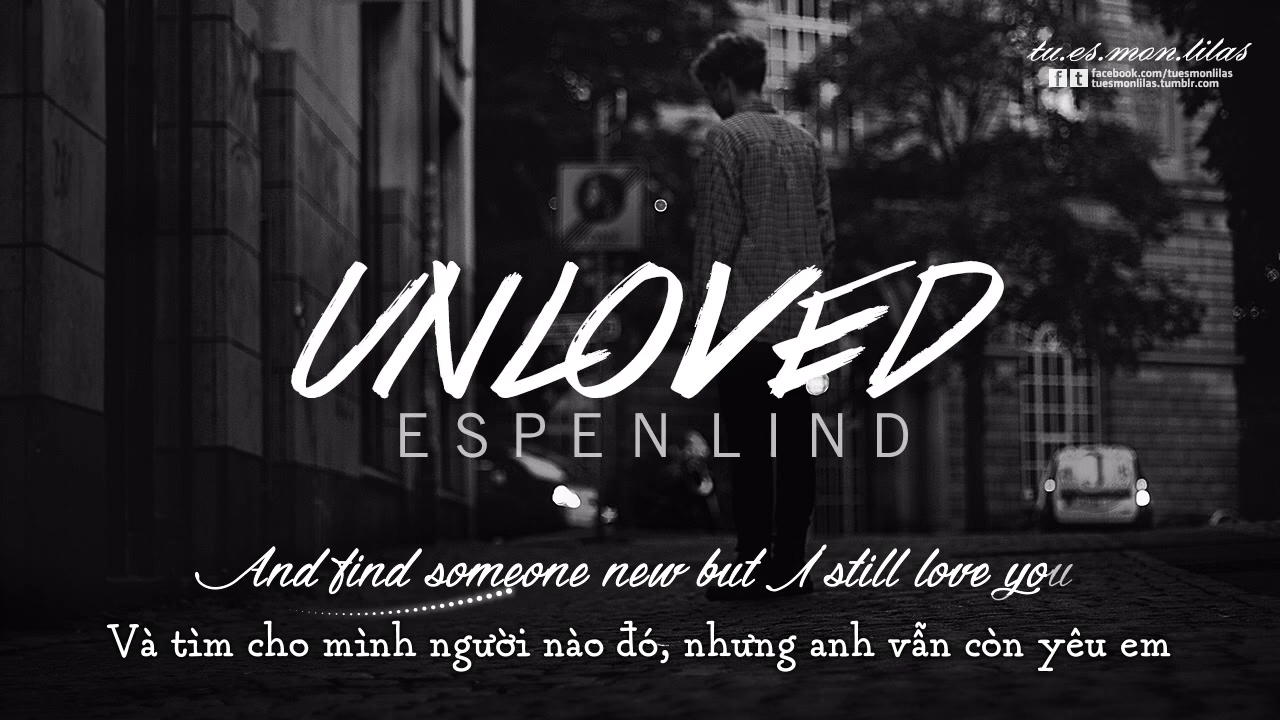 tu.es.mon.lilas
facebook.com/tuesmonlilas
tuesmonlilas.tumblr.com
UNLOVED
ESPEN LIND
And find someone new but I still love you
Và tìm cho mình người nào đó, nhưng anh vẫn còn yêu em